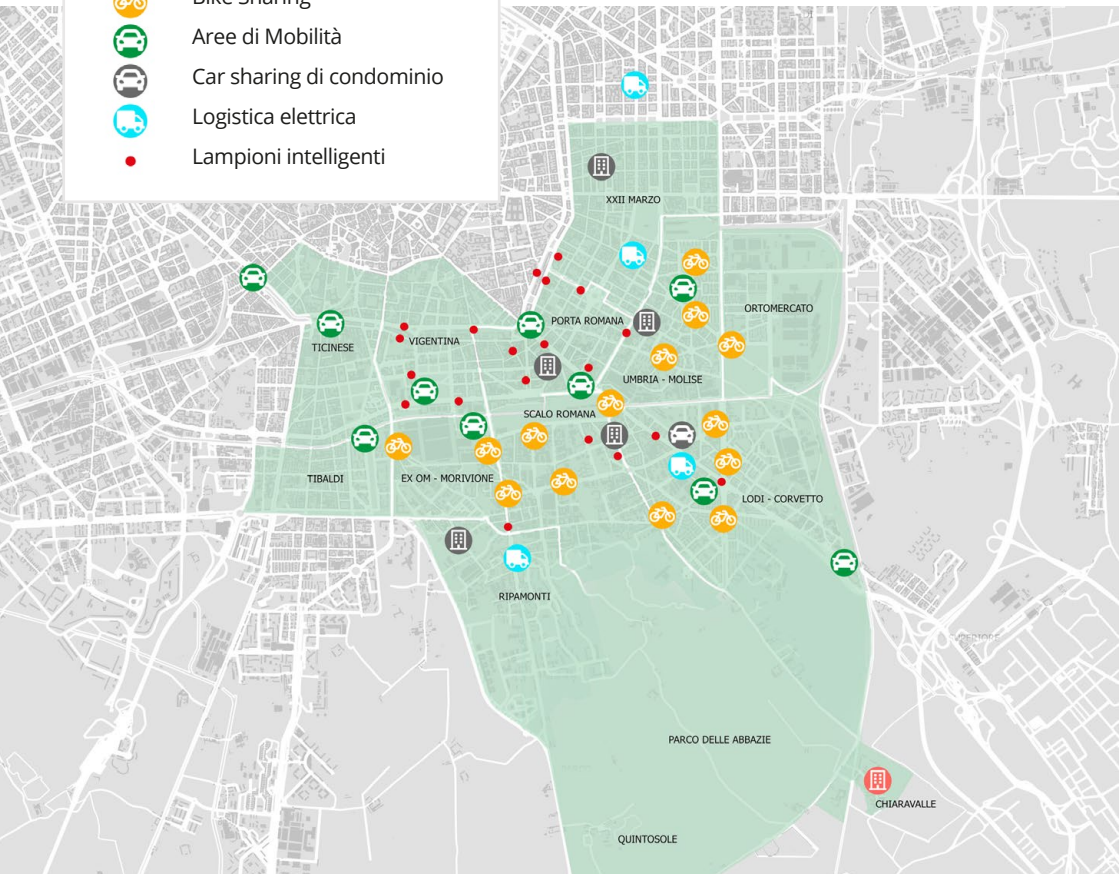 Bike sharing
Aree di Mobilità
Car sharing di condominio
Logistica elettrica
Lampioni intelligenti
XXII MARZO
ORTOMERCATO
PORTA ROMANA
VIGENTINA
TICINESE
UMBRIA - MOLISE
SCALO ROMANA
TIBALDI
EX OM - MORIVIONE
LODI - CORVETTO
RIPAMONTI
SUPERIORE
PARCO DELLE ABBAZIE
CHIARAVALLE
QUINTOSOLE